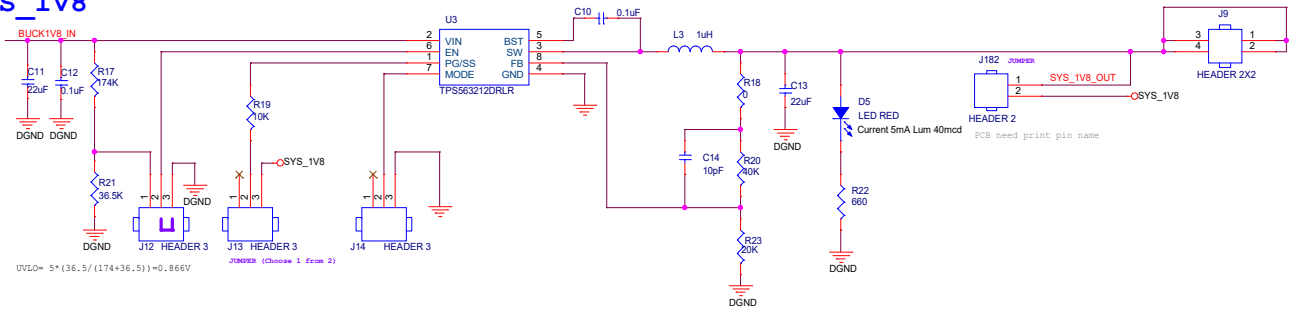 S_1V8
BUCK1V8_IN
C11
22uF
C12
0.1uF
R17
174K
DGND
DGND
R21
36.5K
DGND
UVLO= 5*(36.5/(174+36.5))=0.866V
1
2
3
J12 HEADER 3
DGND
R19
10K
SYS_1V8
1
2
3
J13 HEADER 3
JUMPER (Choose 1 from 2)
1
2
3
J14 HEADER 3
U3
2 VIN
6 EN
1 PG/SS
7 MODE
BST 5
SW 3
FB 8
GND 4
TPS563212DRLR
C10 0.1uF
L3 1uH
R18
0
C13
22uF
DGND
C14
10pF
R20
40K
R23
20K
DGND
D5
LED RED
Current 5mA Lum 40mcd
R22
660
DGND
J182 JUMPER
1 SYS_1V8_OUT
2 SYS_1V8
HEADER 2
PCB need print pin name
J9
3 1
4 2
HEADER 2X2